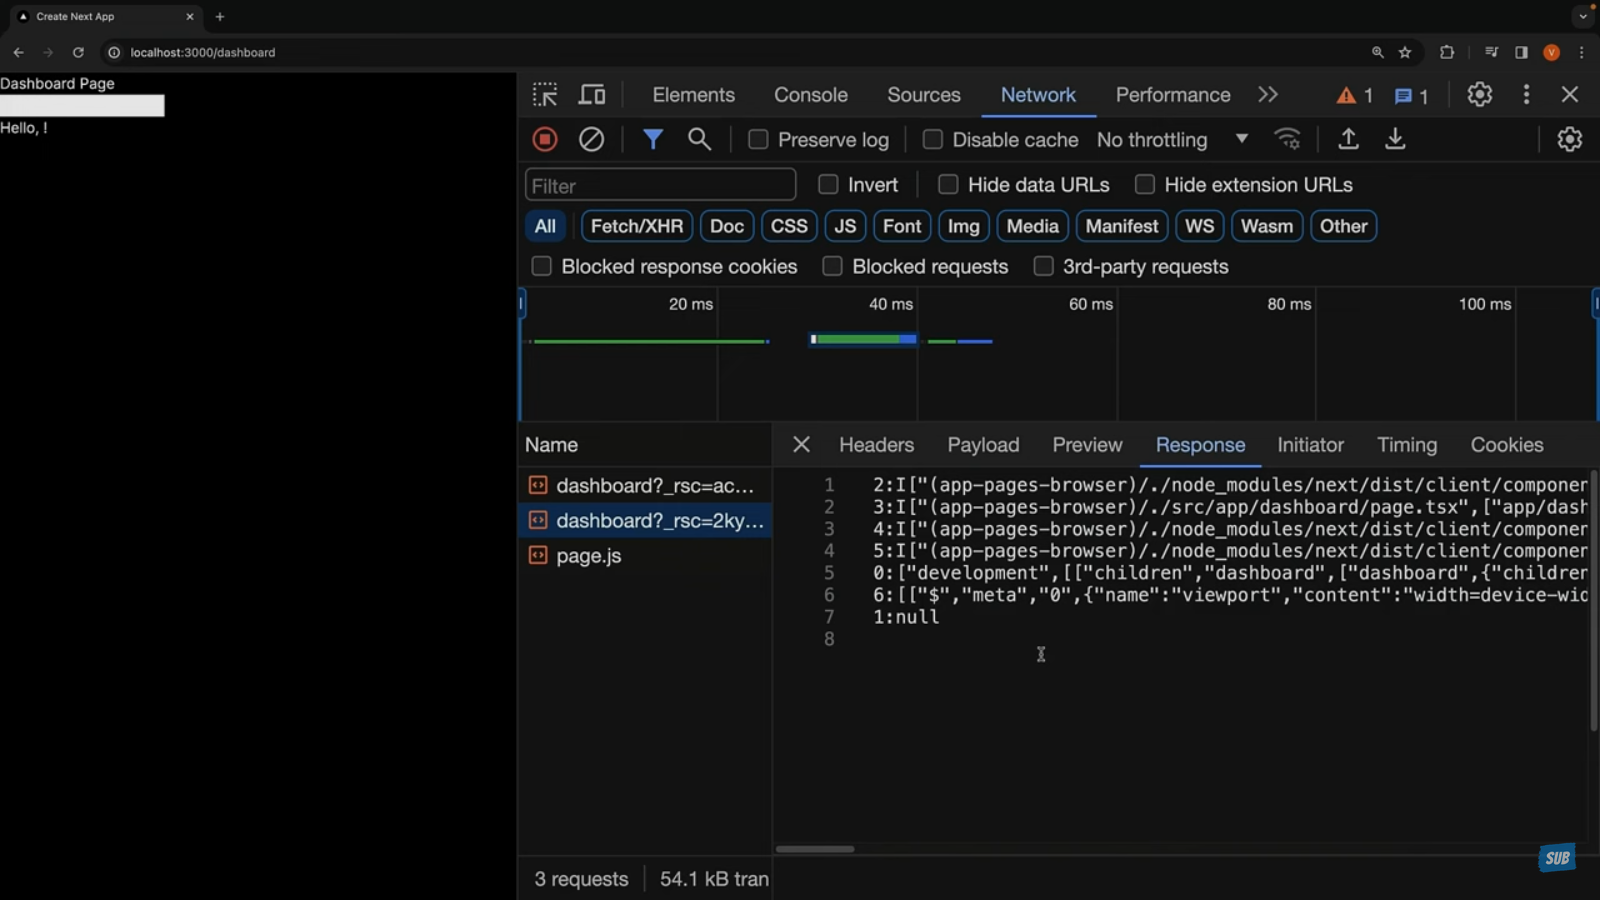 Create Next App
localhost:3000/dashboard
V
Dashboard Page
Hello, !
Elements Console Sources Network Performance 1 1
Preserve log Disable cache No throttling
Filter Invert Hide data URLs Hide extension URLs
All Fetch/XHR Doc CSS JS Font Img Media Manifest WS Wasm Other
Blocked response cookies Blocked requests 3rd-party requests
20 ms 40 ms 60 ms 80 ms 100 ms
Name
dashboard?_rsc=ac...
dashboard?_rsc=2ky...
page.js
3 requests 54.1 kB tran
Headers Payload Preview Response Initiator Timing Cookies
1 2:I["(app-pages-browser)/./node_modules/next/dist/client/componen
2 3:I["(app-pages-browser)/./src/app/dashboard/page.tsx",["app/dash
3 4:I["(app-pages-browser)/./node_modules/next/dist/client/componen
4 5:I["(app-pages-browser)/./node_modules/next/dist/client/componen
5 0:["development",[["children","dashboard",["dashboard",{"children
6 6:[["$","meta","0",{"name":"viewport","content":"width=device-wid
7 1:null
8
SUB